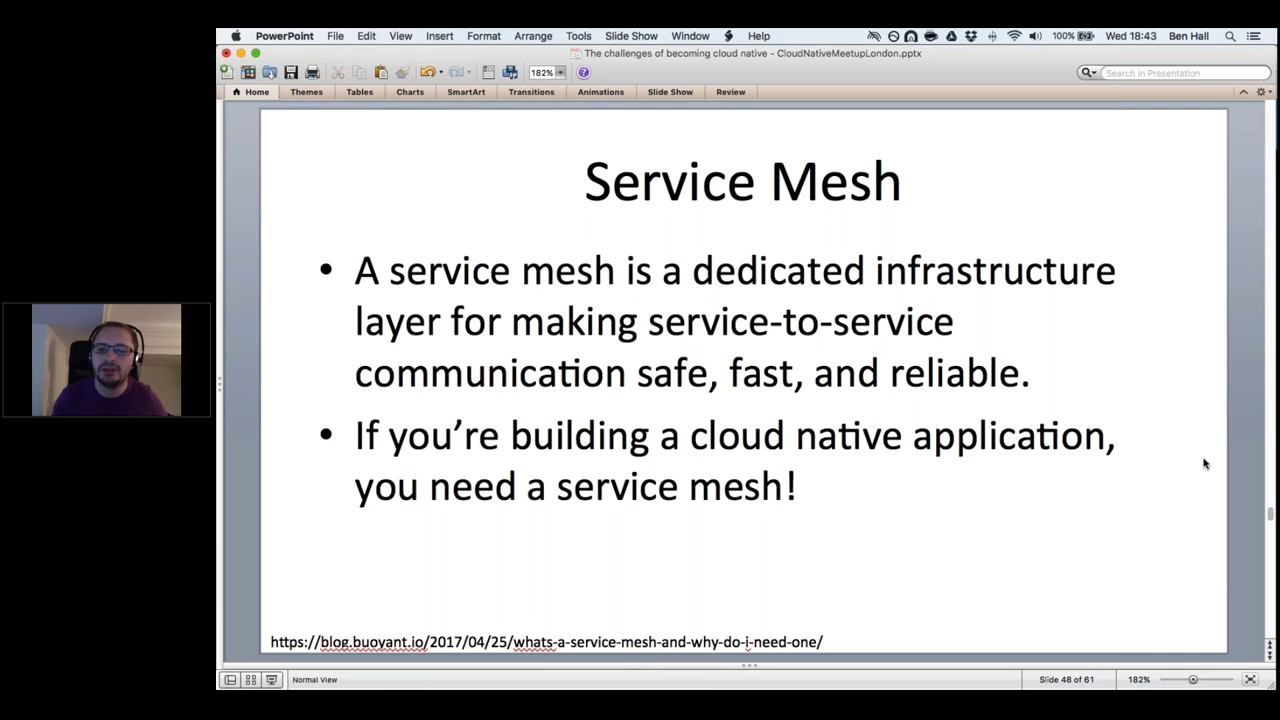 PowerPoint File Edit View Insert Format Arrange Tools Slide Show Window Help 100% Wed 18:43 Ben Hall
The challenges of becoming cloud native - CloudNativeMeetupLondon.pptx
182% Search in Presentation
Home Themes Tables Charts SmartArt Transitions Animations Slide Show Review
Service Mesh
• A service mesh is a dedicated infrastructure
layer for making service-to-service
communication safe, fast, and reliable.
• If you’re building a cloud native application,
you need a service mesh!
https://blog.buoyant.io/2017/04/25/whats-a-service-mesh-and-why-do-i-need-one/
Normal View Slide 48 of 61 182%